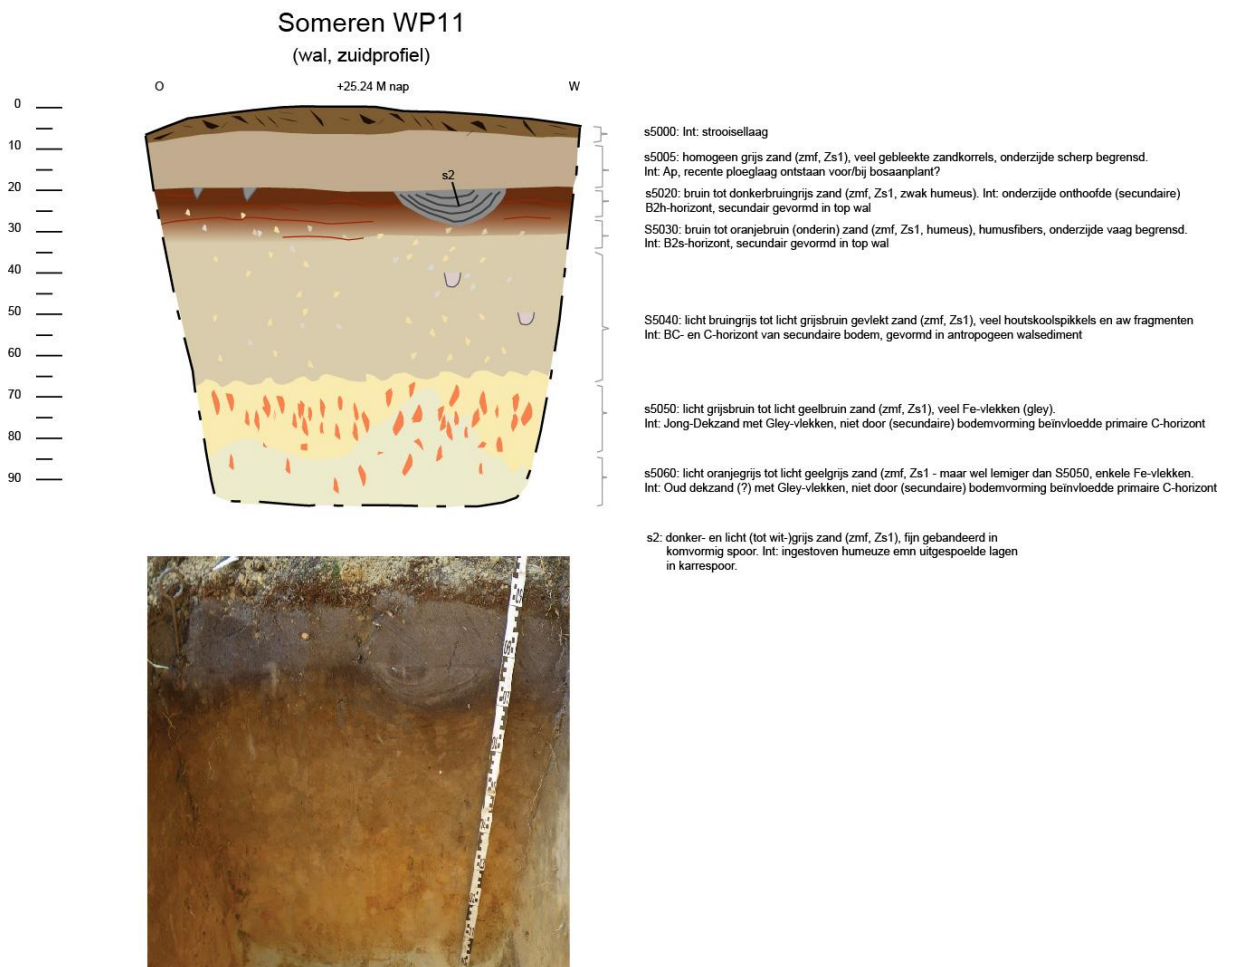 Someren WP11
(wal, zuidprofiel)
O
+25.24 M nap
W
0
10
20
30
40
50
60
70
80
90
s2
s5000: Int: strooisellaag
s5005: homogeen grijs zand (zmf, Zs1), veel gebleekte zandkorrels, onderzijde scherp begrensd.
Int: Ap, recente ploeglaag ontstaan voor/bij bosaanplant?
s5020: bruin tot donkerbruingrijs zand (zmf, Zs1, zwak humeus). Int: onderzijde onthoofde (secundaire)
B2h-horizont, secundair gevormd in top wal
S5030: bruin tot oranjebruin (onderin) zand (zmf, Zs1, humeus), humusfibers, onderzijde vaag begrensd.
Int: B2s-horizont, secundair gevormd in top wal
S5040: licht bruingrijs tot licht grijsbruin gevlekt zand (zmf, Zs1), veel houtskoolspikkels en aw fragmenten
Int: BC- en C-horizont van secundaire bodem, gevormd in antropogeen walsediment
s5050: licht grijsbruin tot licht geelbruin zand (zmf, Zs1), veel Fe-vlekken (gley).
Int: Jong-Dekzand met Gley-vlekken, niet door (secundaire) bodemvorming beïnvloedde primaire C-horizont
s5060: licht oranjegrijs tot licht geelgrijs zand (zmf, Zs1 - maar wel lemiger dan S5050, enkele Fe-vlekken.
Int: Oud dekzand (?) met Gley-vlekken, niet door (secundaire) bodemvorming beïnvloedde primaire C-horizont
s2: donker- en licht (tot wit-)grijs zand (zmf, Zs1), fijn gebandeerd in
komvormig spoor. Int: ingestoven humeuze emn uitgespoelde lagen
in karrespoor.